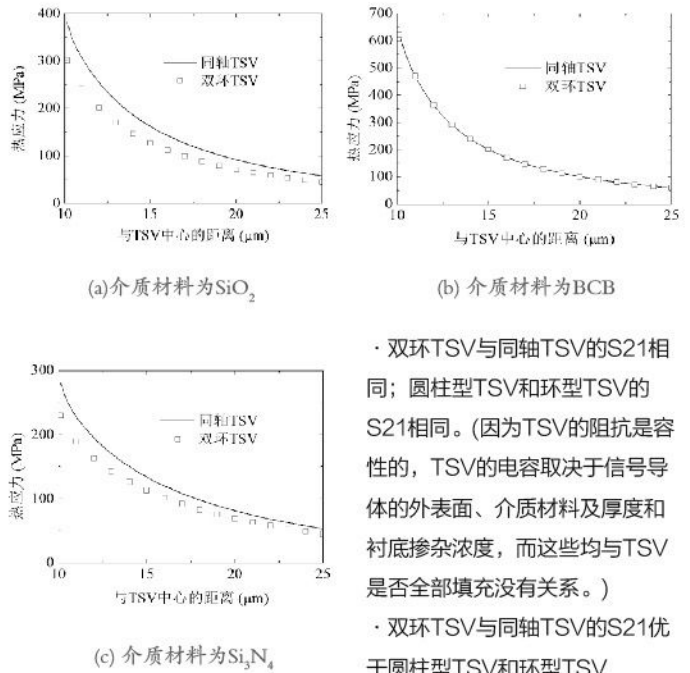 400
300
200
100
0
热应力 (MPa)
同轴TSV
双环TSV
10 15 20 25
与TSV中心的距离 (μm)
(a)介质材料为SiO₂
700
600
500
400
300
200
100
0
热应力 (MPa)
同轴TSV
双环TSV
10 15 20 25
与TSV中心的距离 (μm)
(b) 介质材料为BCB
300
200
100
0
热应力 (MPa)
同轴TSV
双环TSV
10 15 20 25
与TSV中心的距离 (μm)
(c) 介质材料为Si₃N₄
· 双环TSV与同轴TSV的S21相
同；圆柱型TSV和环型TSV的
S21相同。(因为TSV的阻抗是容
性的，TSV的电容取决于信号导
体的外表面、介质材料及厚度和
衬底掺杂浓度，而这些均与TSV
是否全部填充没有关系。)
· 双环TSV与同轴TSV的S21优
于圆柱型TSV和环型TSV